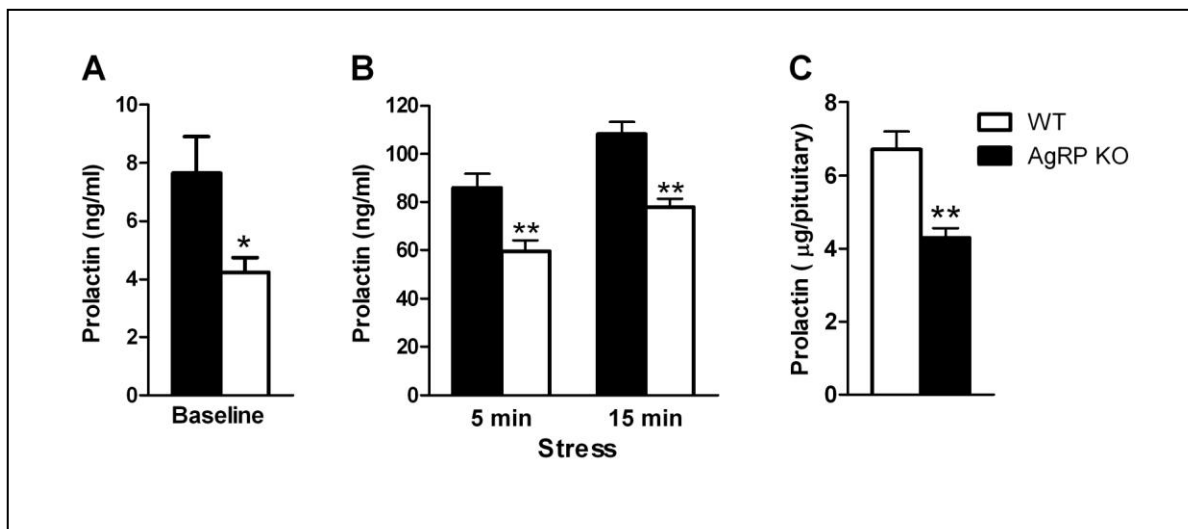 A
Prolactin (ng/ml)
10
8
6
4
2
0
*
Baseline
B
Prolactin (ng/ml)
120
100
80
60
40
20
0
**
**
5 min
15 min
Stress
C
Prolactin ( μg/pituitary)
8
6
4
2
0
**
WT
AgRP KO